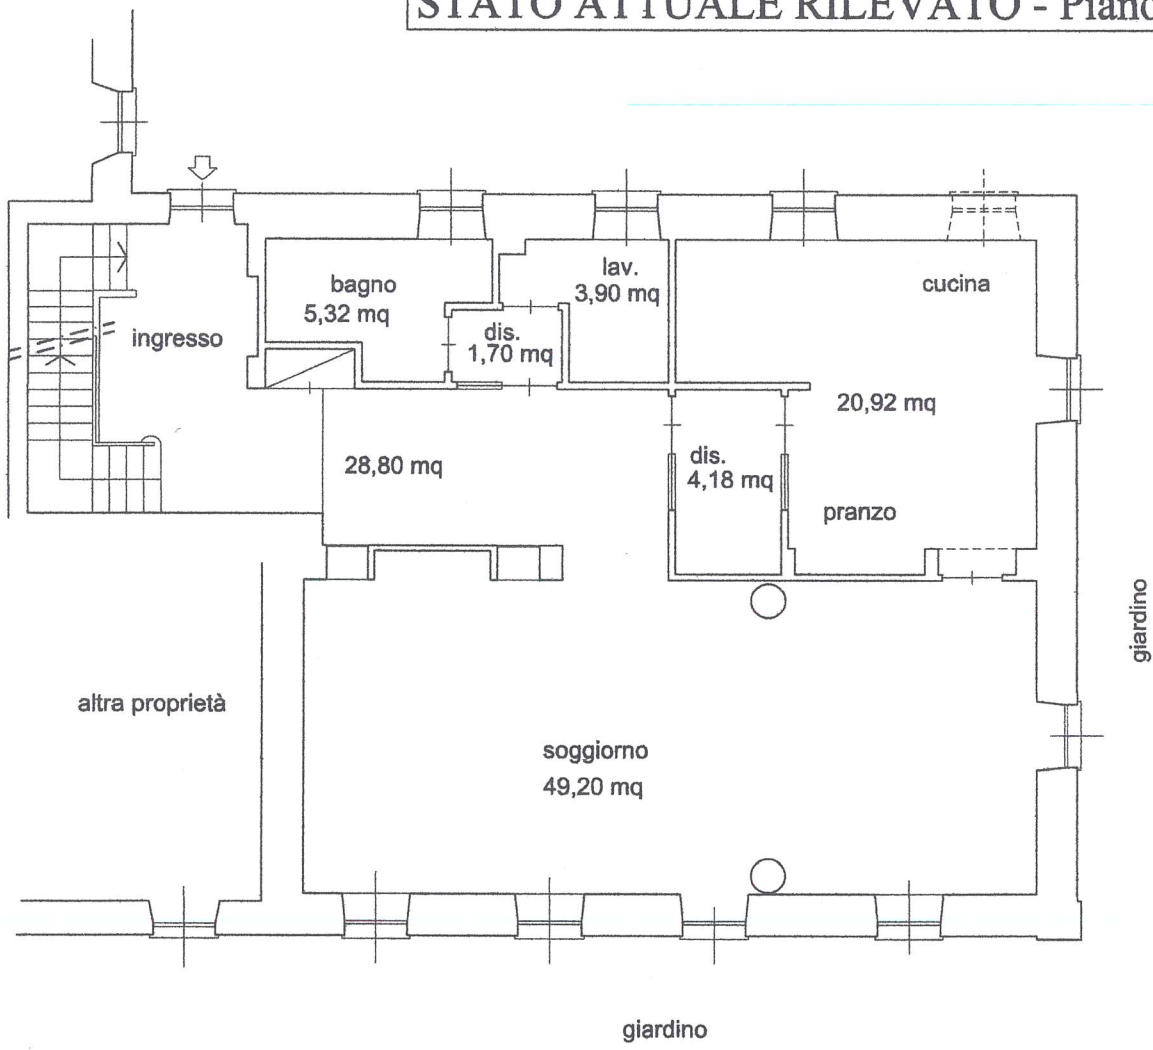 STATO ATTUALE RILEVATO - Piano
bagno
5,32 mq
lav.
3,90 mq
cucina
ingresso
dis.
1,70 mq
20,92 mq
28,80 mq
dis.
4,18 mq
pranzo
giardino
altra proprietà
soggiorno
49,20 mq
giardino